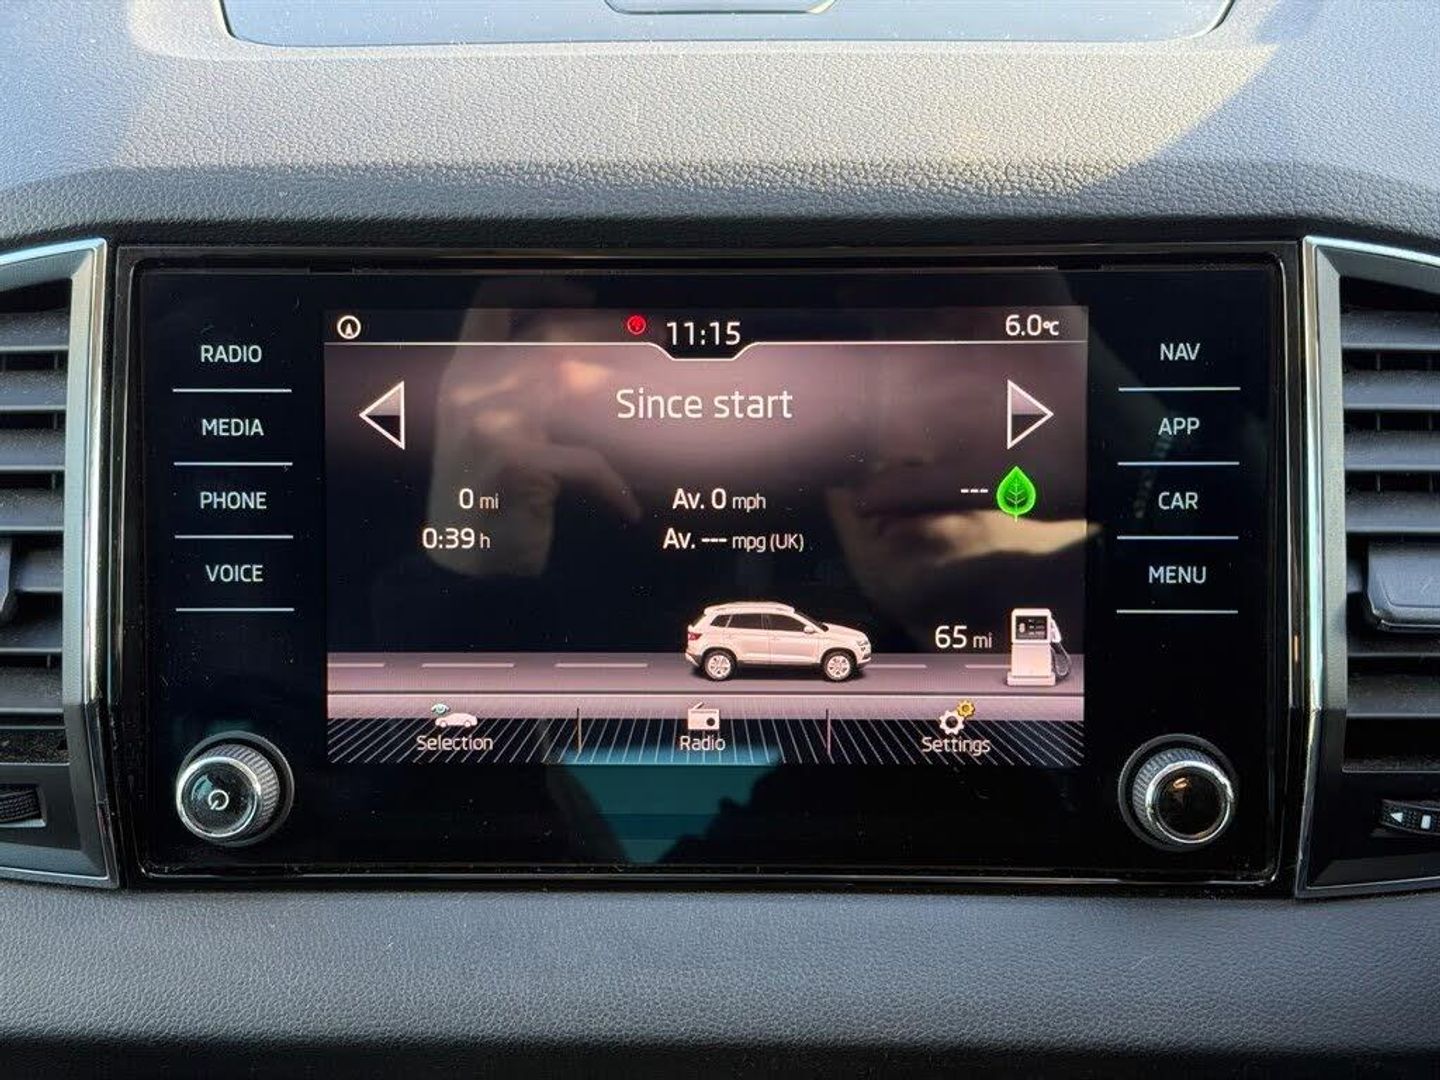 RADIO
MEDIA
PHONE
VOICE
11:15
6.0°C
Since start
0 mi
Av. 0 mph
---
0:39 h
Av. --- mpg (UK)
65 mi
Selection
Radio
Settings
NAV
APP
CAR
MENU